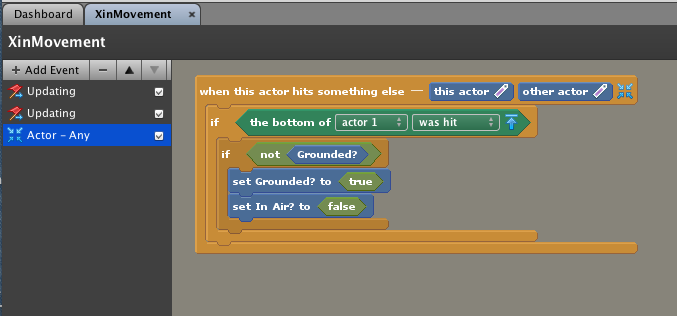 Dashboard XinMovement ×
XinMovement
+ Add Event − ▲ ▼
Updating
Updating
Actor - Any
when this actor hits something else — this actor other actor
if the bottom of actor 1 was hit
if not Grounded?
set Grounded? to true
set In Air? to false